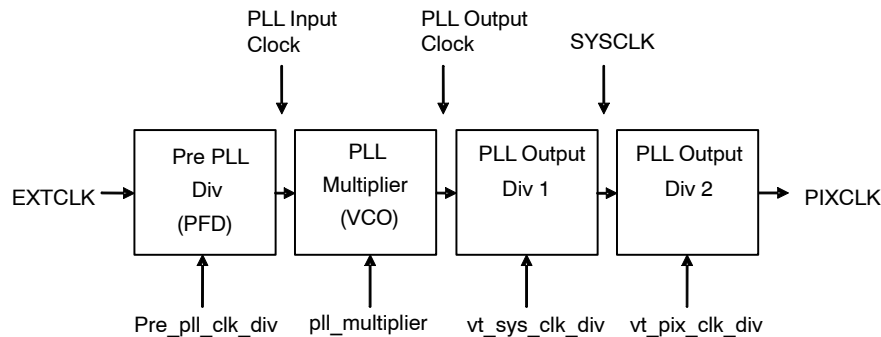 PLL Input
Clock
PLL Output
Clock
SYSCLK
EXTCLK
Pre PLL
Div
(PFD)
PLL
Multiplier
(VCO)
PLL Output
Div 1
PLL Output
Div 2
PIXCLK
Pre_pll_clk_div
pll_multiplier
vt_sys_clk_div
vt_pix_clk_div